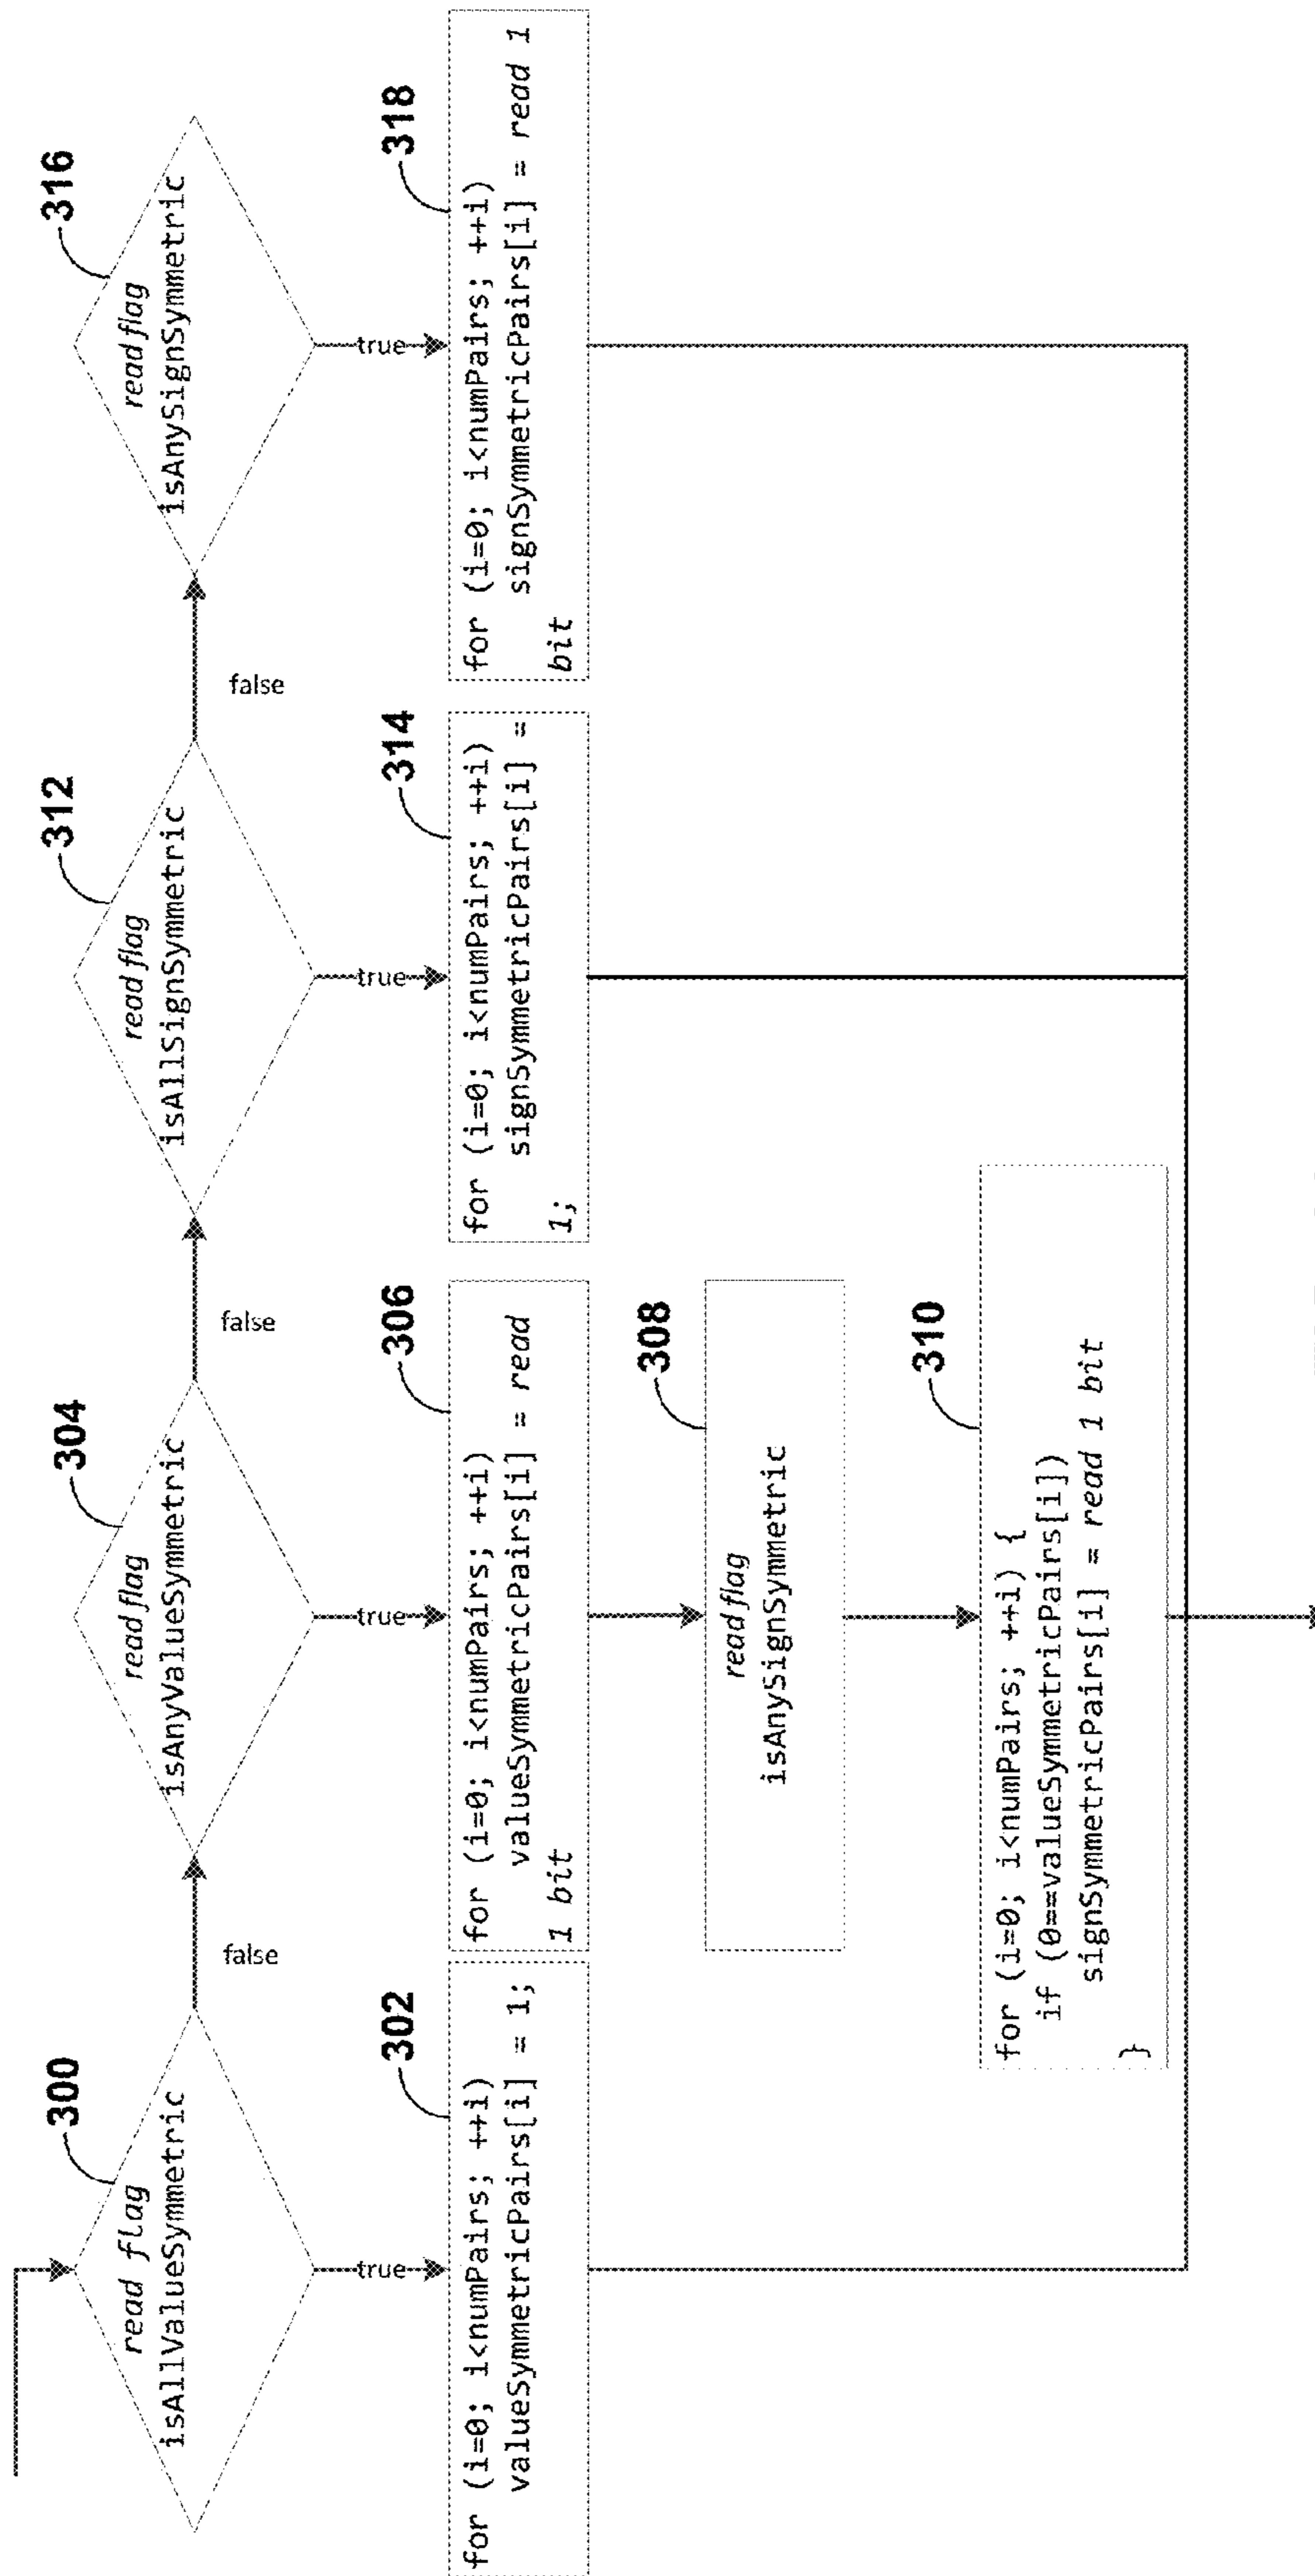 300
read flag
isAllValueSymmetric
true
false
302
for (i=0; i<numPairs; ++i)
valueSymmetricPairs[i] = 1;
304
read flag
isAnyValueSymmetric
true
false
306
for (i=0; i<numPairs; ++i)
valueSymmetricPairs[i] = read
1 bit
308
read flag
isAnySignSymmetric
310
for (i=0; i<numPairs; ++i) {
if (0==valueSymmetricPairs[i])
signSymmetricPairs[i] = read 1 bit
}
312
read flag
isAllSignSymmetric
true
false
314
for (i=0; i<numPairs; ++i)
signSymmetricPairs[i] =
1;
316
read flag
isAnySignSymmetric
true
318
for (i=0; i<numPairs; ++i)
signSymmetricPairs[i] = read 1
bit